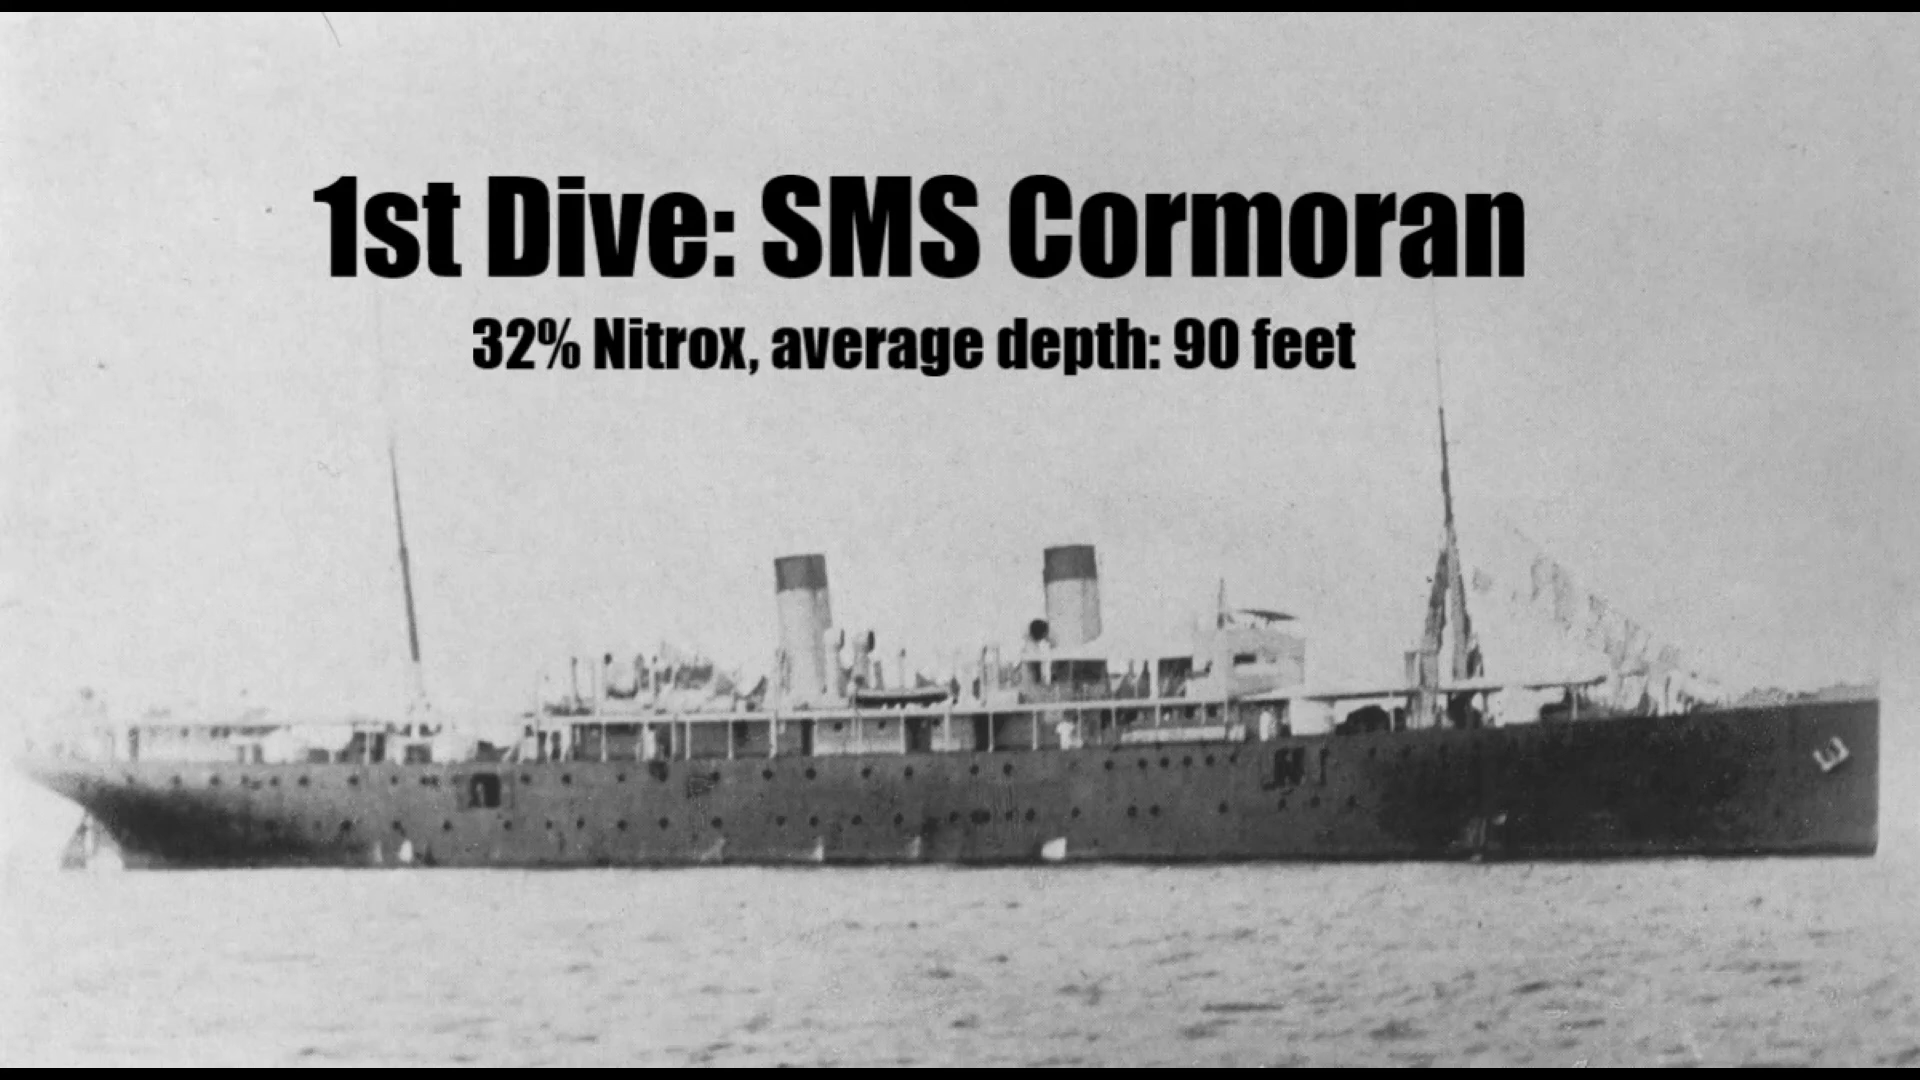 1st Dive: SMS Cormoran
32% Nitrox, average depth: 90 feet